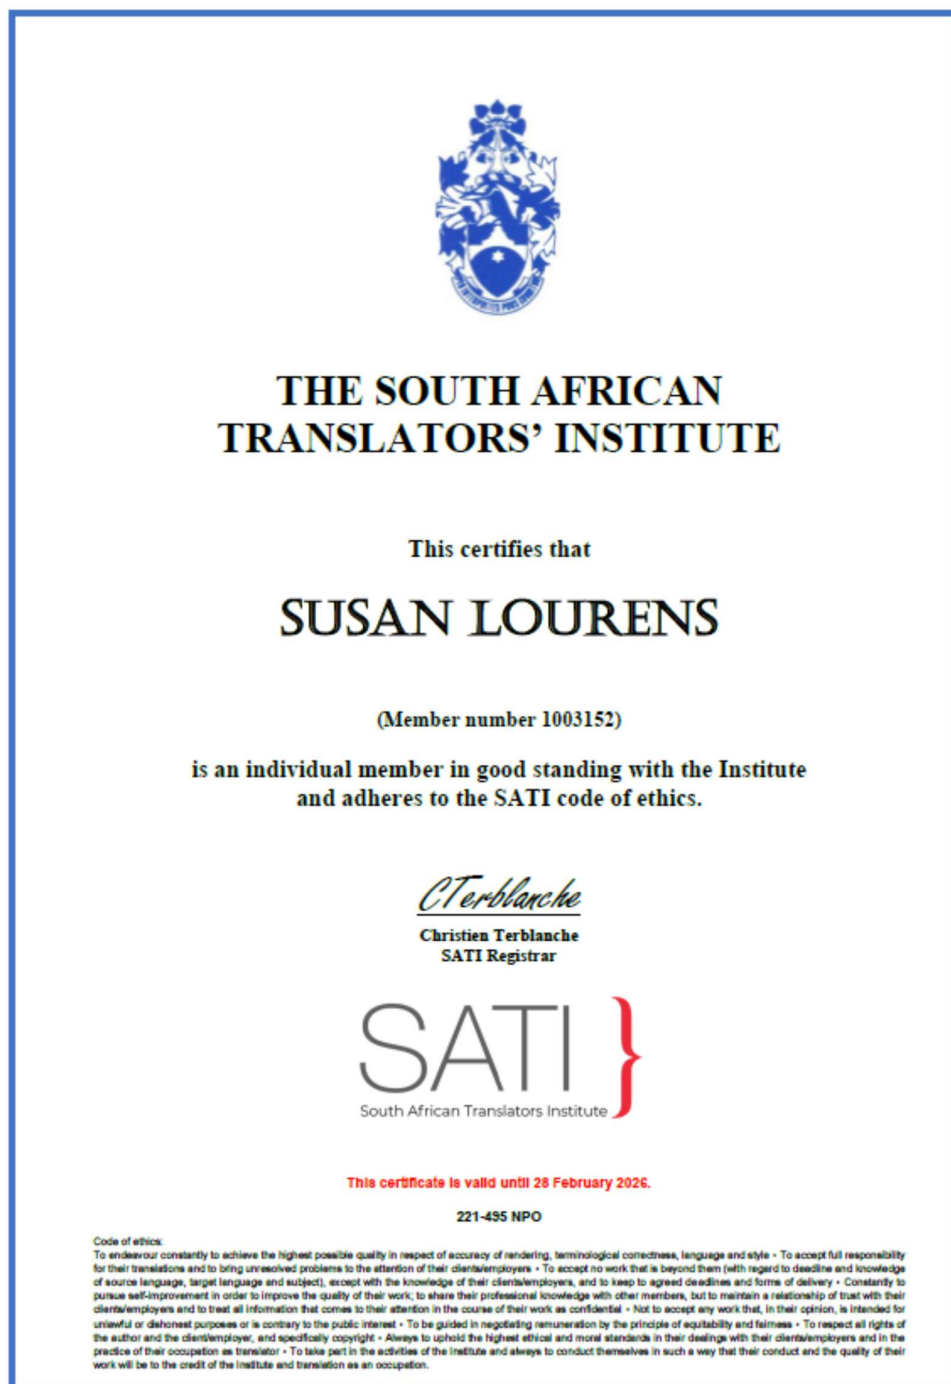 THE SOUTH AFRICAN
TRANSLATORS’ INSTITUTE
This certifies that
SUSAN LOURENS
(Member number 1003152)
is an individual member in good standing with the Institute
and adheres to the SATI code of ethics.
CTerblanche
Christien Terblanche
SATI Registrar
SATI }
South African Translators Institute
This certificate is valid until 28 February 2026.
221-495 NPO
Code of ethics:
To endeavour constantly to achieve the highest possible quality in respect of accuracy of rendering, terminological correctness, language and style • To accept full responsibility
for their translations and to bring unresolved problems to the attention of their clients/employers • To accept no work that is beyond them (with regard to deadline and knowledge
of source language, target language and subject), except with the knowledge of their clients/employers, and to keep to agreed deadlines and forms of delivery • Constantly to
pursue self-improvement in order to improve the quality of their work; to share their professional knowledge with other members, but to maintain a relationship of trust with their
clients/employers and to treat all information that comes to their attention in the course of their work as confidential • Not to accept any work that, in their opinion, is intended for
unlawful or dishonest purposes or is contrary to the public interest • To be guided in negotiating remuneration by the principle of equitability and fairness • To respect all rights of
the author and the client/employer, and specifically copyright • Always to uphold the highest ethical and moral standards in their dealings with their clients/employers and in the
practice of their occupation as translator • To take part in the activities of the Institute and always to conduct themselves in such a way that their conduct and the quality of their
work will be to the credit of the Institute and translation as an occupation.